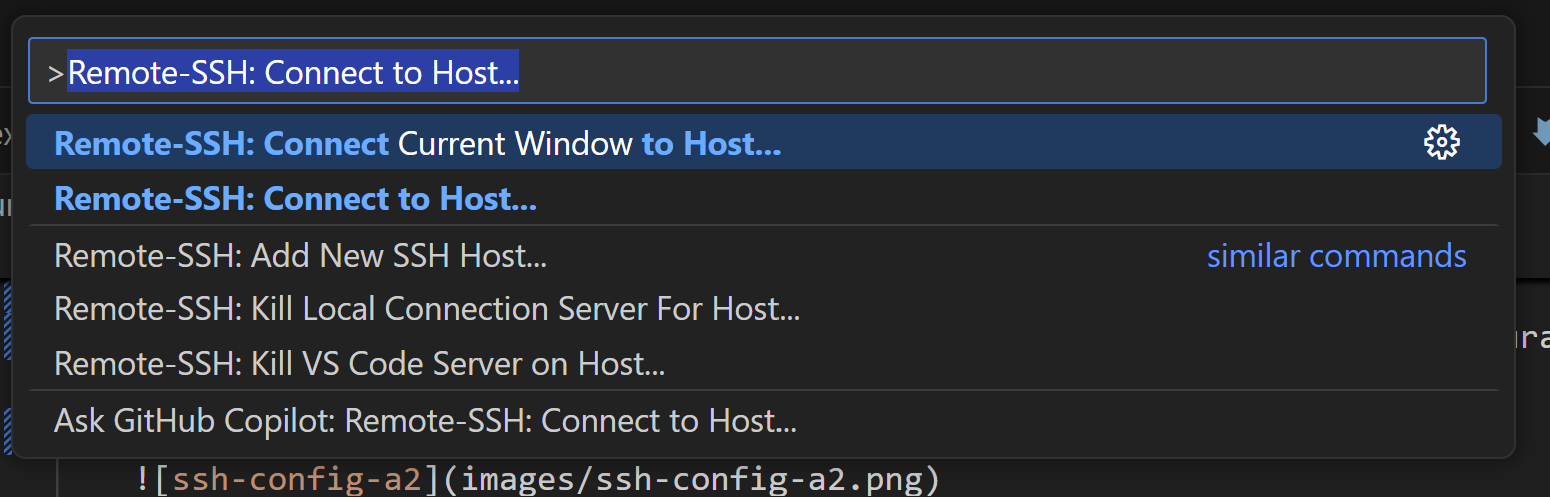 >Remote-SSH: Connect to Host...
Remote-SSH: Connect Current Window to Host...
Remote-SSH: Connect to Host...
Remote-SSH: Add New SSH Host...
similar commands
Remote-SSH: Kill Local Connection Server For Host...
Remote-SSH: Kill VS Code Server on Host...
Ask GitHub Copilot: Remote-SSH: Connect to Host...
![ssh-config-a2](images/ssh-config-a2.png)